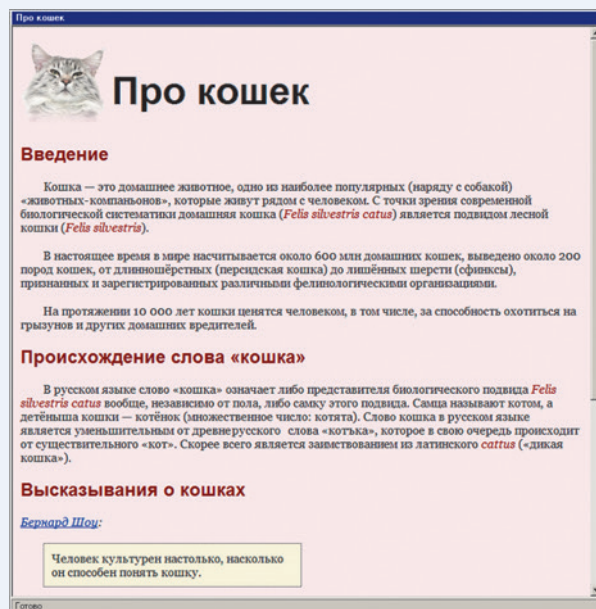 Про кошек
Про кошек
Введение
Кошка — это домашнее животное, одно из наиболее популярных (наряду с собакой)
«животных-компаньонов», которые живут рядом с человеком. С точки зрения современной
биологической систематики домашняя кошка (Felis silvestris catus) является подвидом лесной
кошки (Felis silvestris).
В настоящее время в мире насчитывается около 600 млн домашних кошек, выведено около 200
пород кошек, от длинношёрстных (персидская кошка) до лишённых шерсти (сфинксы),
признанных и зарегистрированных различными фелинологическими организациями.
На протяжении 10 000 лет кошки ценятся человеком, в том числе, за способность охотиться на
грызунов и других домашних вредителей.
Происхождение слова «кошка»
В русском языке слово «кошка» означает либо представителя биологического подвида Felis
silvestris catus вообще, независимо от пола, либо самку этого подвида. Самца называют котом, а
детёныша кошки — котёнок (множественное число: котята). Слово кошка в русском языке
является уменьшительным от древнерусского слова «котъка», которое в свою очередь происходит
от существительного «кот». Скорее всего является заимствованием из латинского cattus («дикая
кошка»).
Высказывания о кошках
Бернард Шоу:
Человек культурен настолько, насколько
он способен понять кошку.
Готово